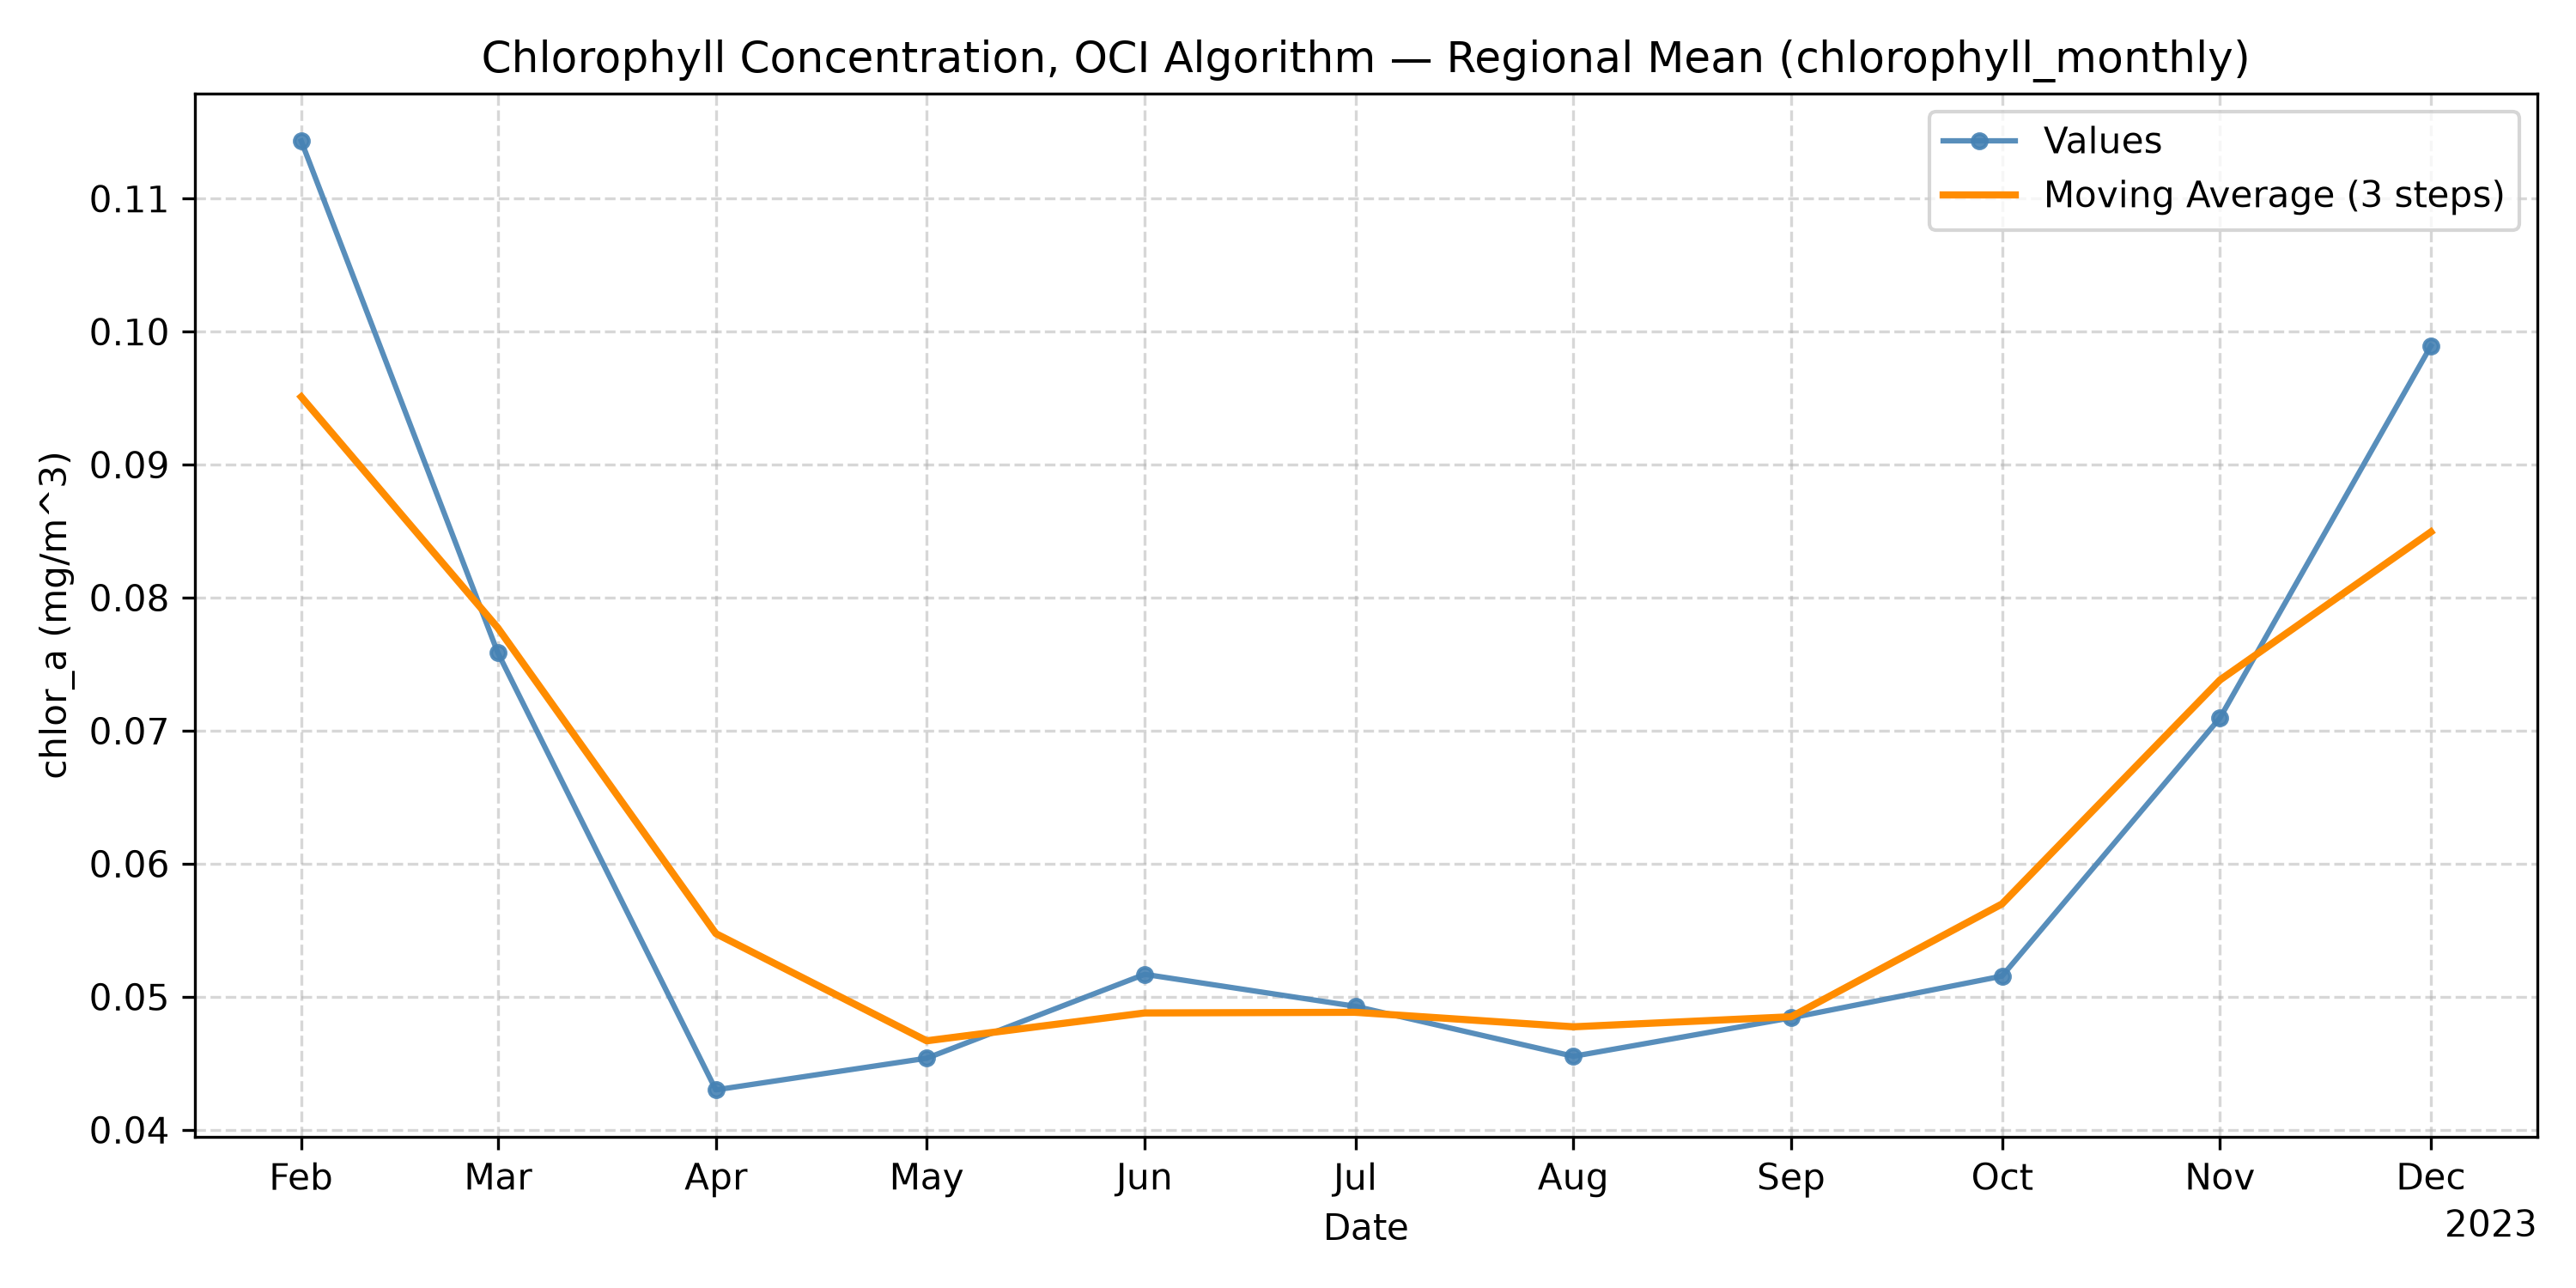 Chlorophyll Concentration, OCI Algorithm — Regional Mean (chlorophyll_monthly)
Values
Moving Average (3 steps)
chlor_a (mg/m^3)
0.11
0.10
0.09
0.08
0.07
0.06
0.05
0.04
Feb Mar Apr May Jun Jul Aug Sep Oct Nov Dec
Date
2023